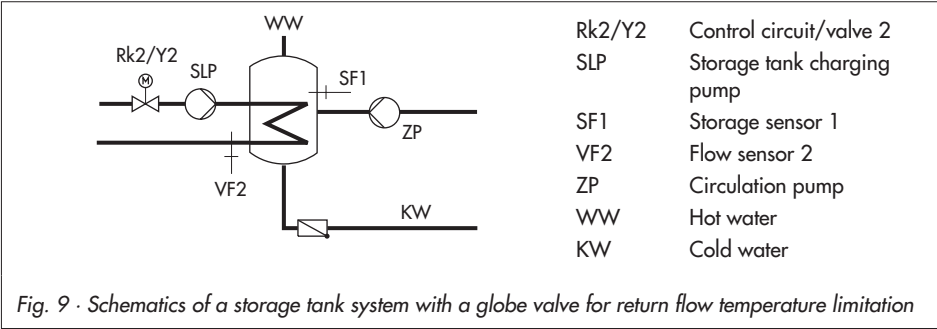 WW
Rk2/Y2
M
SLP
SF1
ZP
VF2
KW
Rk2/Y2 Control circuit/valve 2
SLP Storage tank charging
pump
SF1 Storage sensor 1
VF2 Flow sensor 2
ZP Circulation pump
WW Hot water
KW Cold water
Fig. 9 · Schematics of a storage tank system with a globe valve for return flow temperature limitation